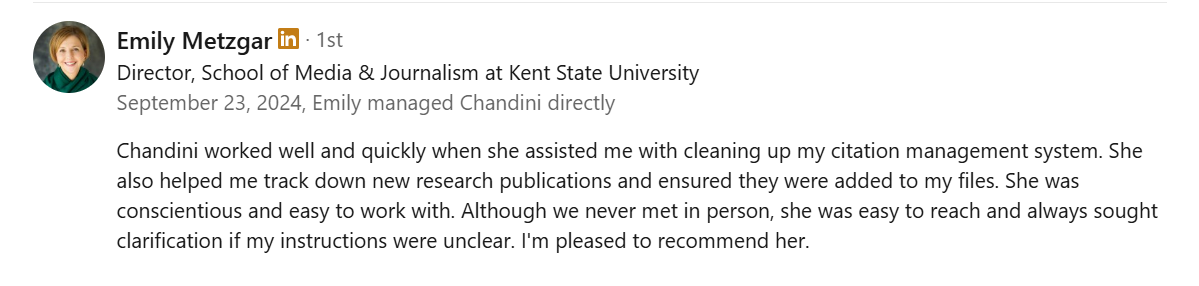 Emily Metzgar in · 1st
Director, School of Media & Journalism at Kent State University
September 23, 2024, Emily managed Chandini directly
Chandini worked well and quickly when she assisted me with cleaning up my citation management system. She
also helped me track down new research publications and ensured they were added to my files. She was
conscientious and easy to work with. Although we never met in person, she was easy to reach and always sought
clarification if my instructions were unclear. I'm pleased to recommend her.